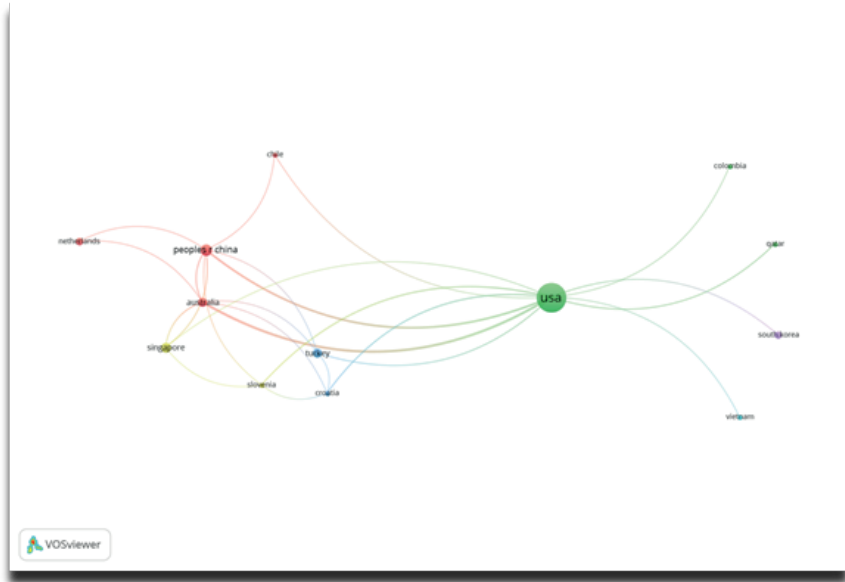 chile
colombia
netherlands
peoples r china
qatar
australia
usa
singapore
turkey
south korea
slovenia
croatia
vietnam
VOSviewer